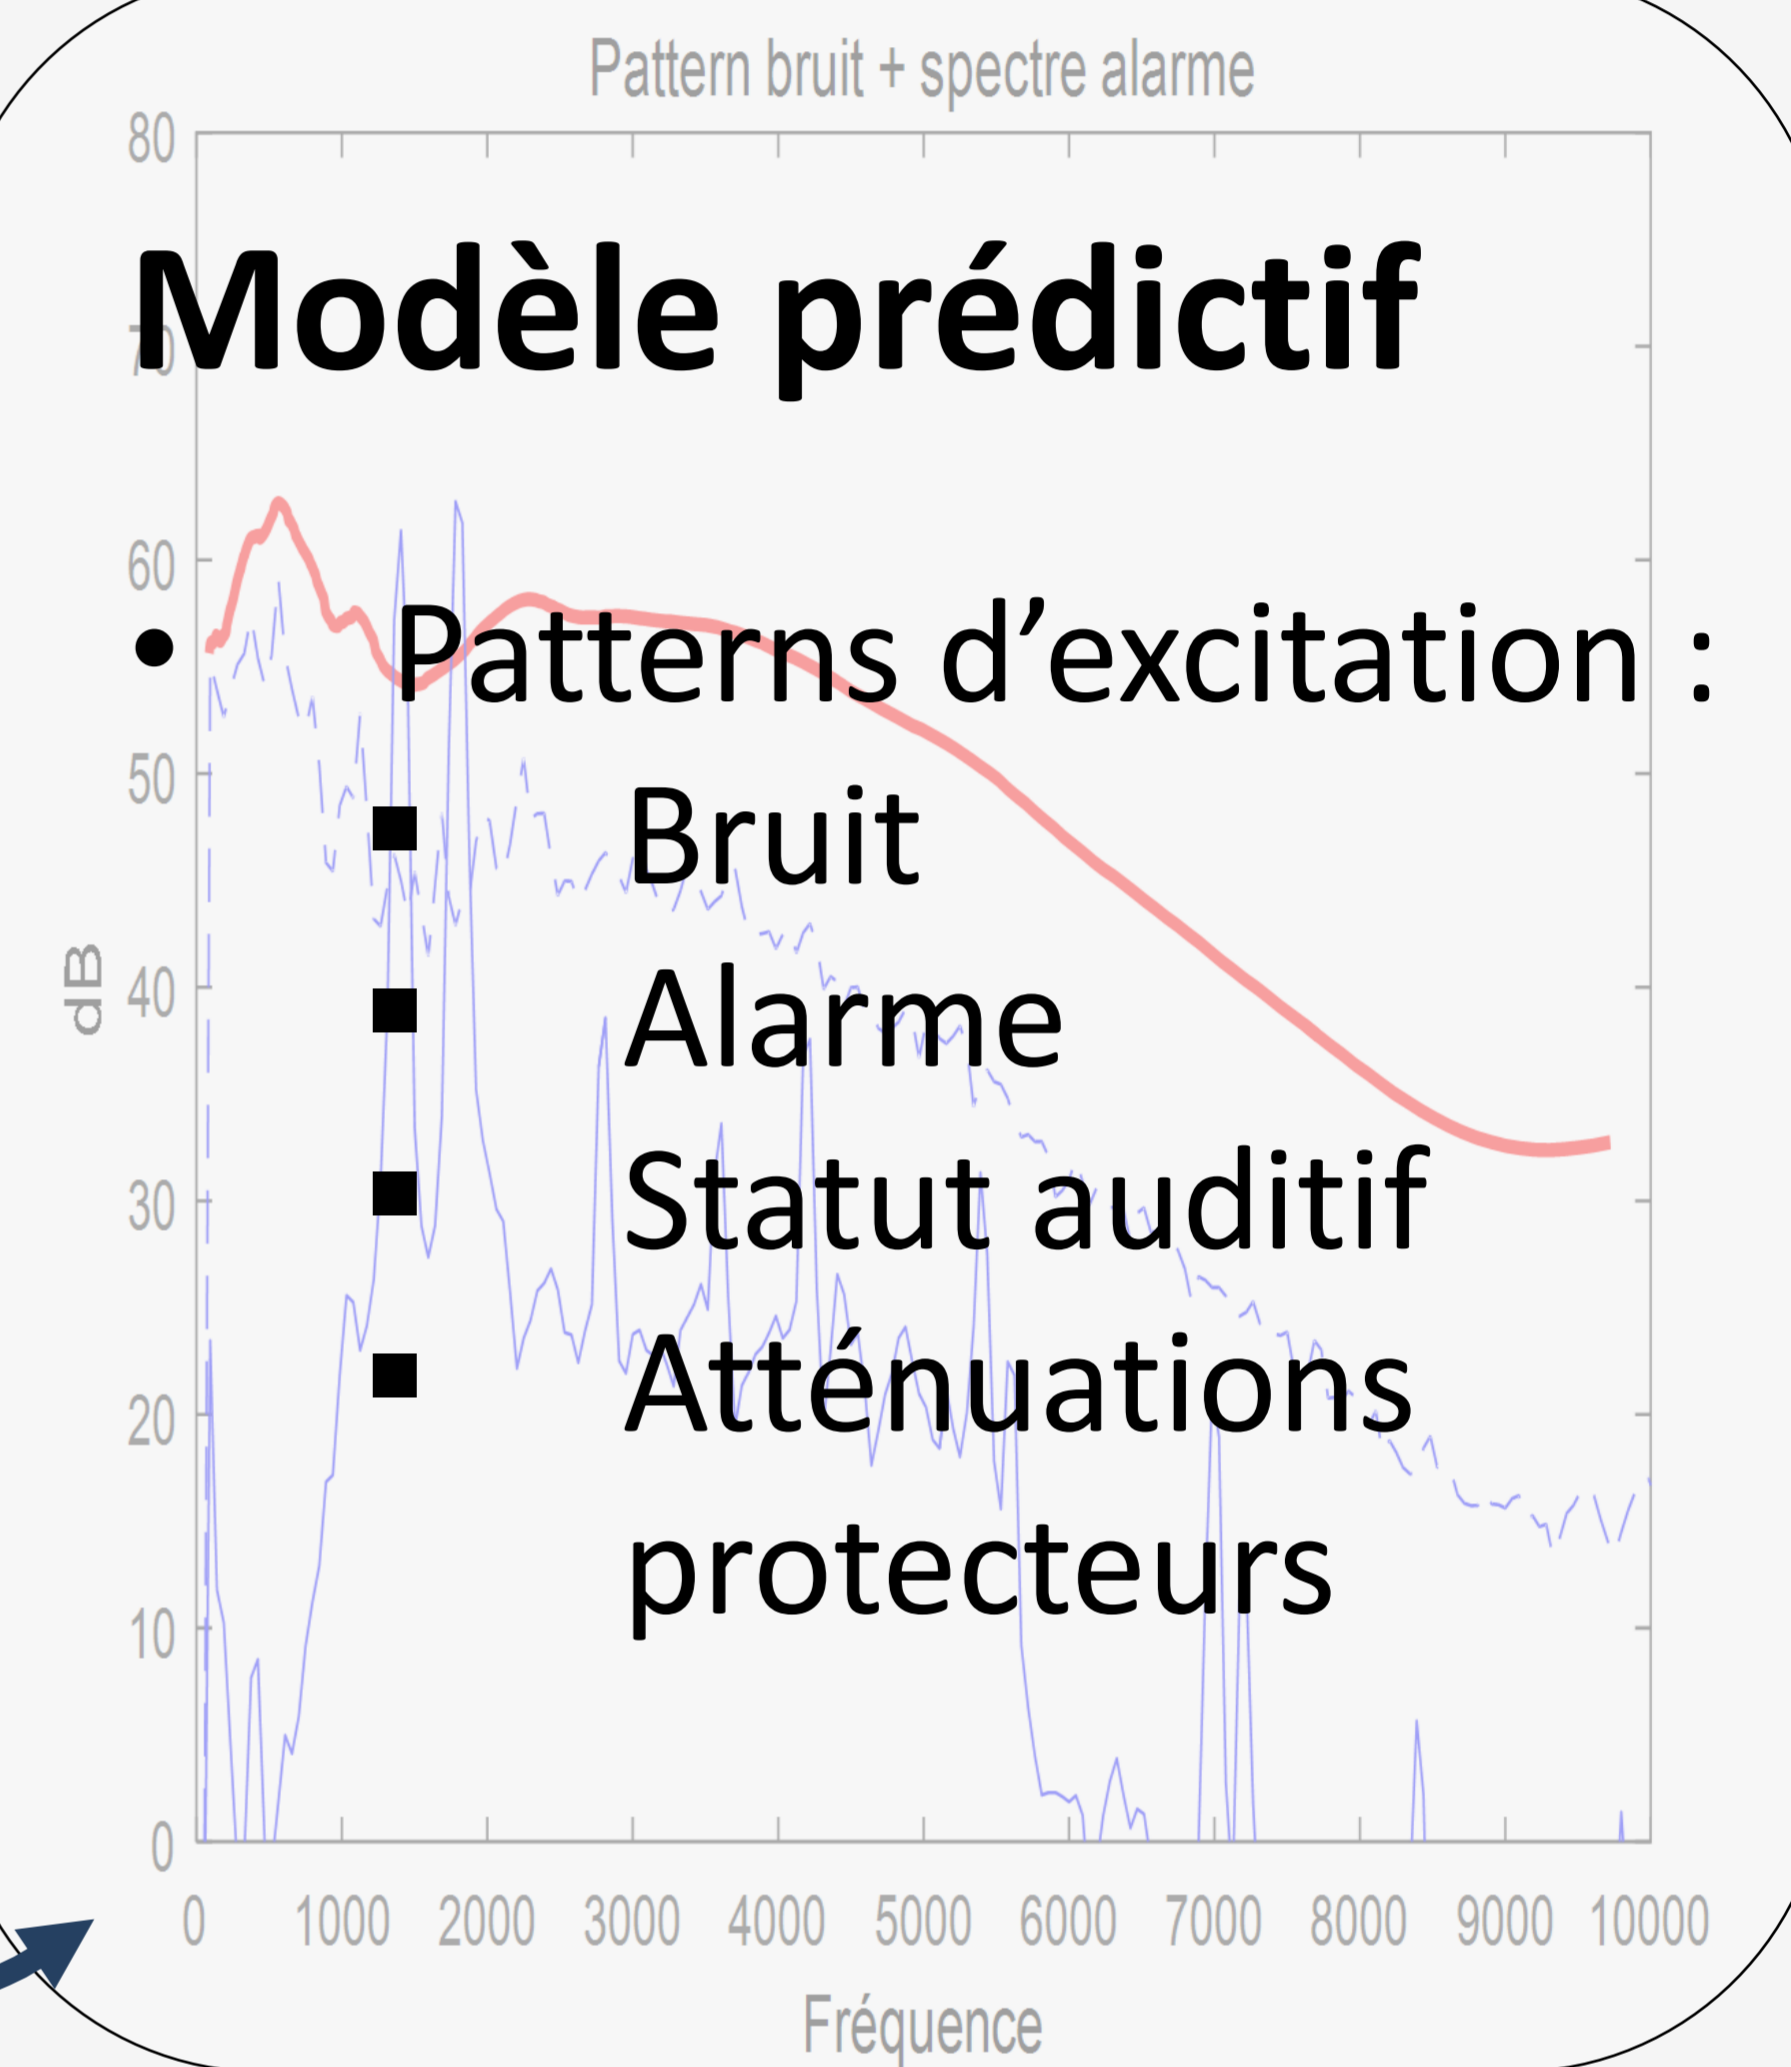 Pattern bruit + spectre alarme
80
Modèle prédictif
70
60
• Patterns d’excitation :
50
■ Bruit
dB
40
■ Alarme
30
■ Statut auditif
20
■ Atténuations
protecteurs
10
0
0 1000 2000 3000 4000 5000 6000 7000 8000 9000 10000
Fréquence